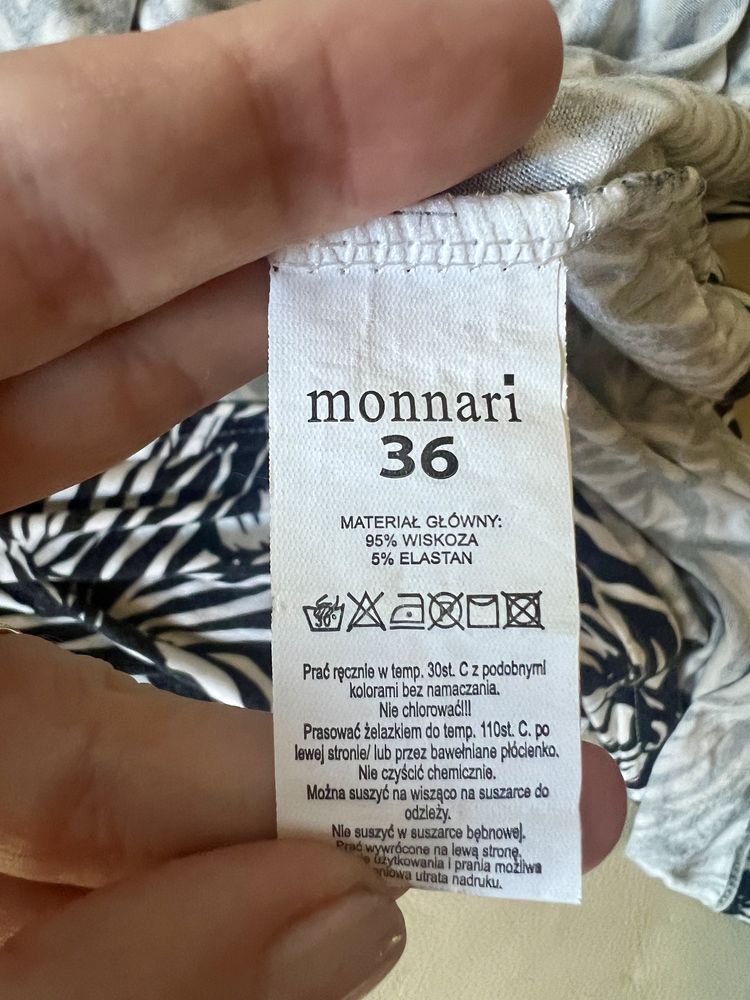 monnari
36
MATERIAŁ GŁÓWNY:
95% WISKOZA
5% ELASTAN
30°
Prać ręcznie w temp. 30st. C z podobnymi
kolorami bez namaczania.
Nie chlorować!!!
Prasować żelazkiem do temp. 110st. C. po
lewej stronie/ lub przez bawełniane płócienko.
Nie czyścić chemicznie.
Można suszyć na wisząco na suszarce do
odzieży.
Nie suszyć w suszarce bębnowej.
Prać wywrócone na lewą stronę.
użytkowania i prania możliwa
utrata nadruku.